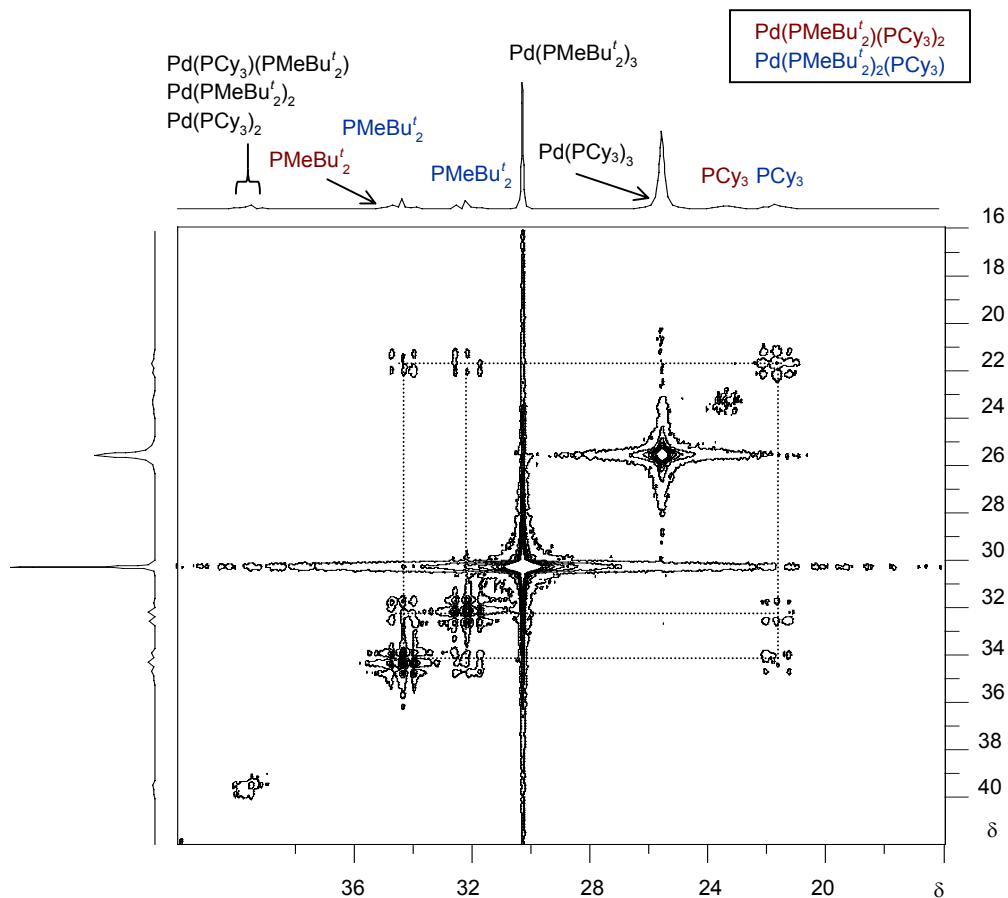 Pd(PMeBuᵗ₂)(PCy₃)₂
Pd(PMeBuᵗ₂)₂(PCy₃)
Pd(PCy₃)(PMeBuᵗ₂)
Pd(PMeBuᵗ₂)₂
Pd(PCy₃)₂
Pd(PMeBuᵗ₂)₃
PMeBuᵗ₂
PMeBuᵗ₂
PMeBuᵗ₂
Pd(PCy₃)₃
PCy₃ PCy₃
16
18
20
22
24
26
28
30
32
34
36
38
40
δ
36 32 28 24 20 δ